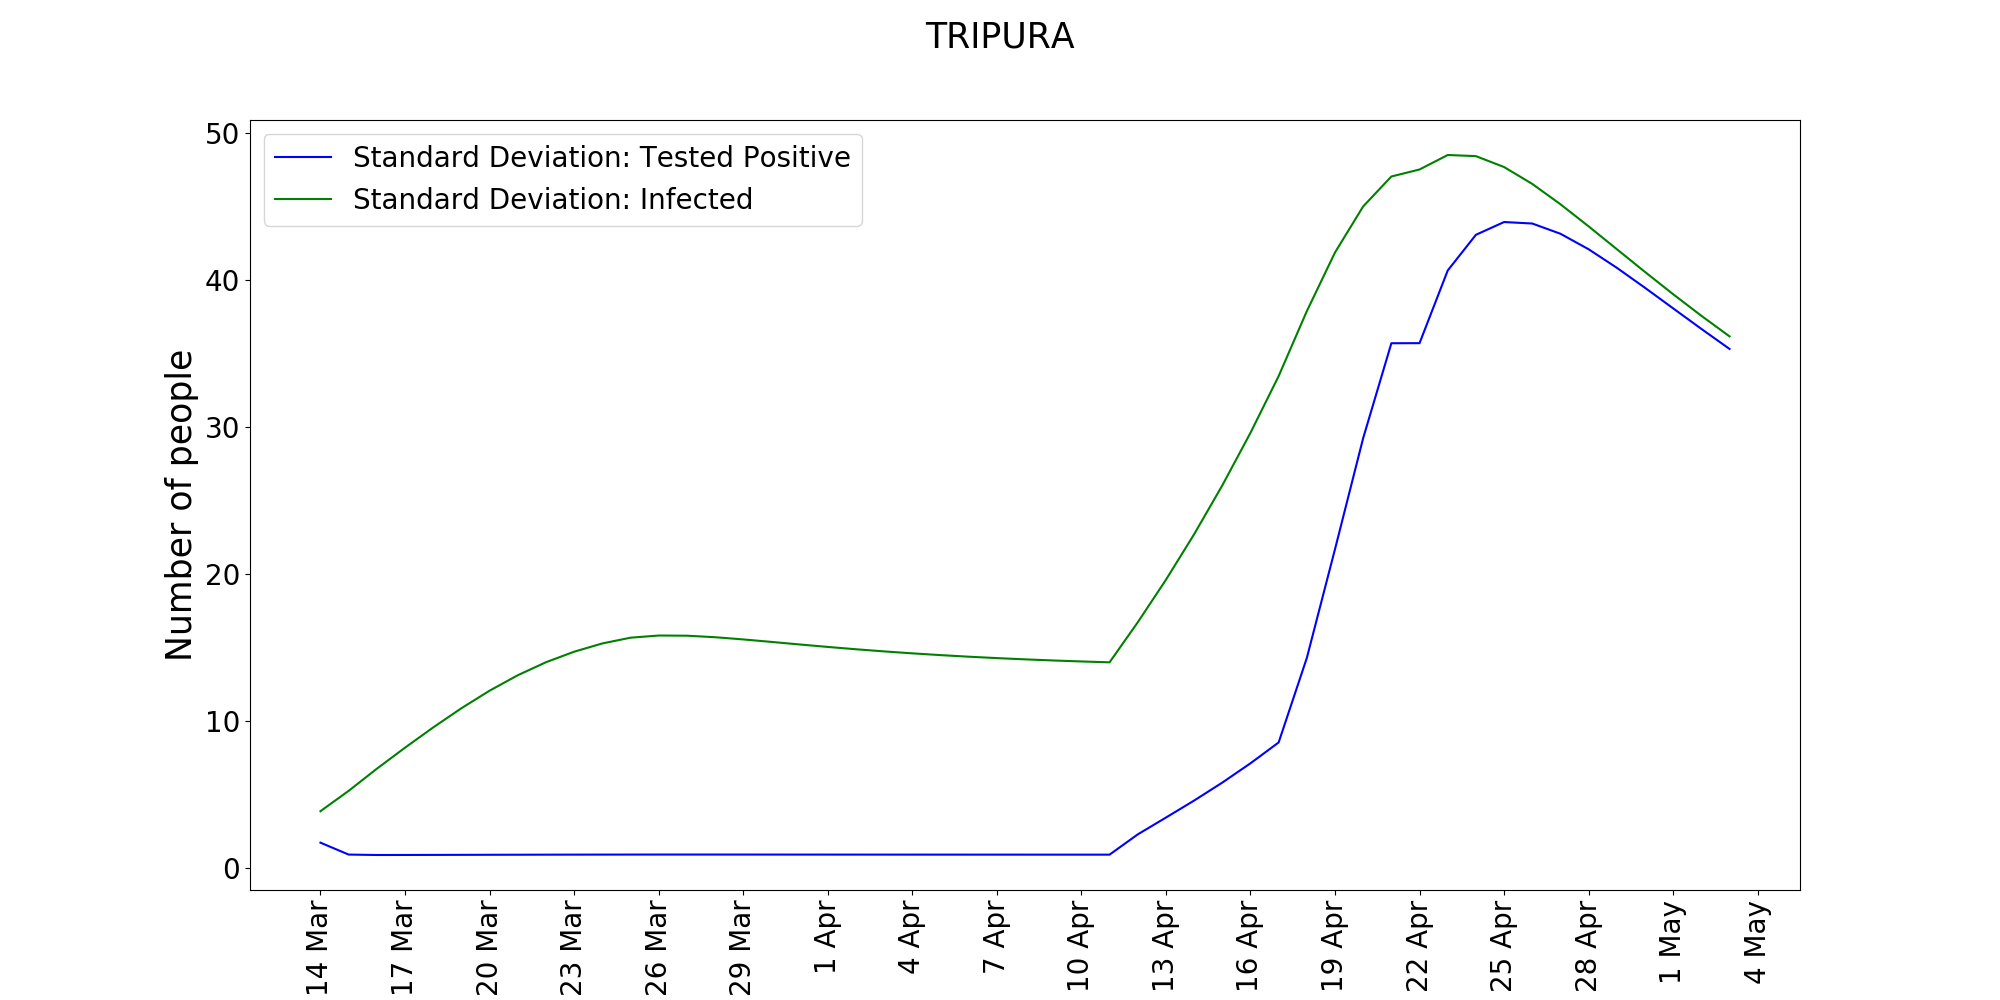 TRIPURA
Standard Deviation: Tested Positive
Standard Deviation: Infected
Number of people
50
40
30
20
10
0
14 Mar
17 Mar
20 Mar
23 Mar
26 Mar
29 Mar
1 Apr
4 Apr
7 Apr
10 Apr
13 Apr
16 Apr
19 Apr
22 Apr
25 Apr
28 Apr
1 May
4 May